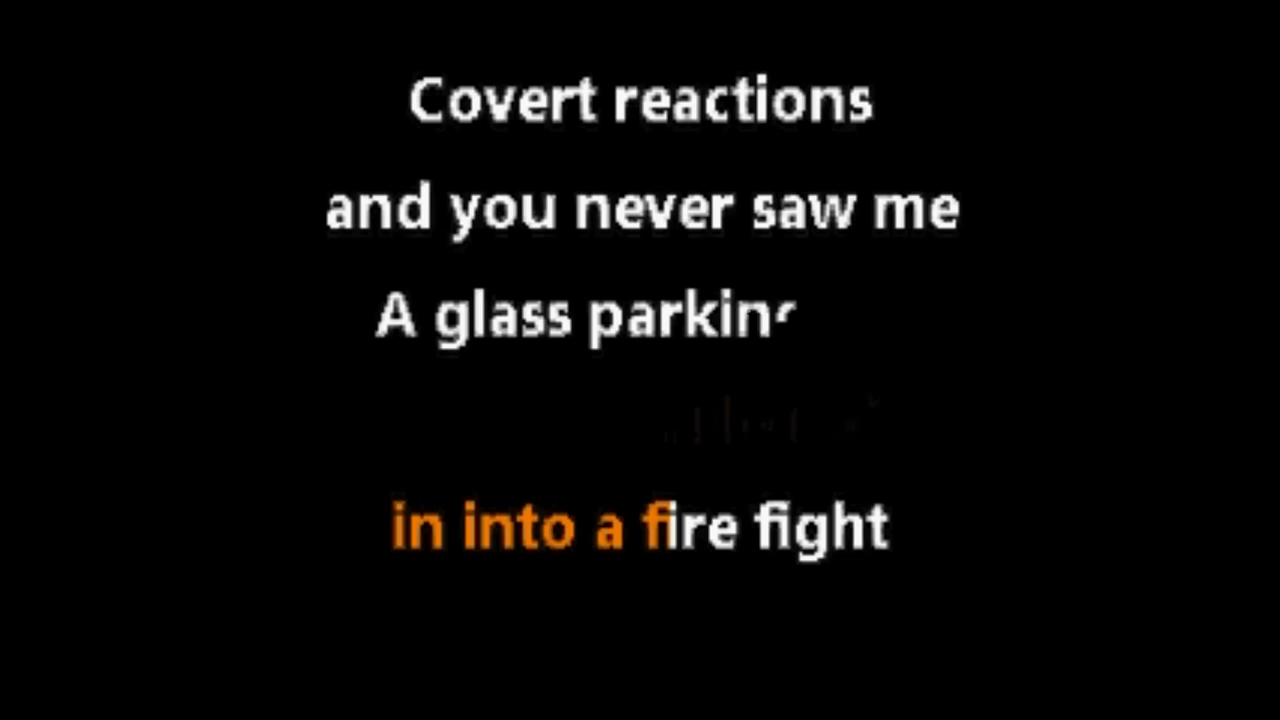 Covert reactions
and you never saw me
A glass parkin
in into a fire fight